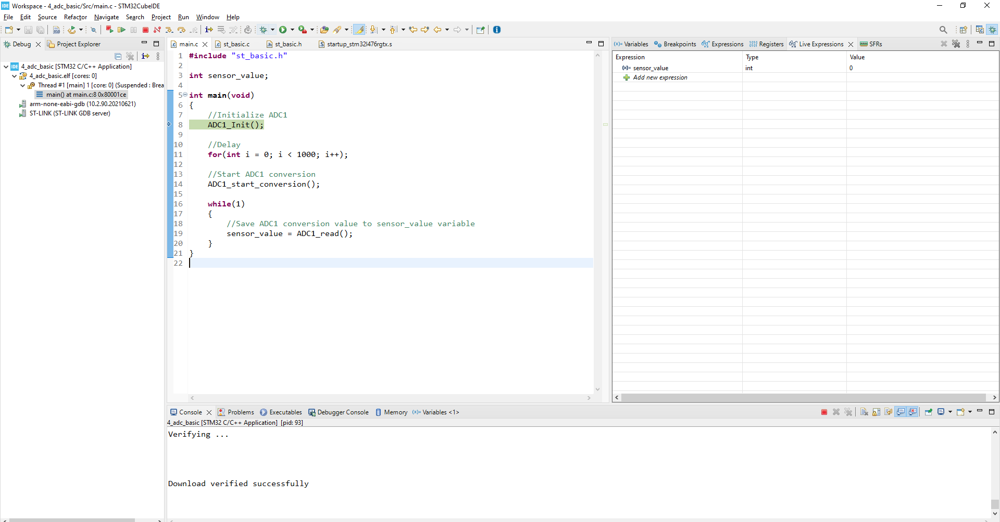 Workspace - 4_adc_basic/Src/main.c - STM32CubeIDE
File Edit Source Refactor Navigate Search Project Run Window Help
Debug Project Explorer
4_adc_basic [STM32 C/C++ Application]
4_adc_basic.elf [cores: 0]
Thread #1 [main] 1 [core: 0] (Suspended : Brea
main() at main.c:8 0x80001ce
arm-none-eabi-gdb (10.2.90.20210621)
ST-LINK (ST-LINK GDB server)
main.c st_basic.c st_basic.h startup_stm32l476rgtx.s
1 #include "st_basic.h"
2
3 int sensor_value;
4
5 int main(void)
6 {
7 //Initialize ADC1
8 ADC1_Init();
9
10 //Delay
11 for(int i = 0; i < 1000; i++);
12
13 //Start ADC1 conversion
14 ADC1_start_conversion();
15
16 while(1)
17 {
18 //Save ADC1 conversion value to sensor_value variable
19 sensor_value = ADC1_read();
20 }
21 }
22
(x)= Variables Breakpoints Expressions Registers Live Expressions SFRs
Expression Type Value
(x)= sensor_value int 0
Add new expression
Console Problems Executables Debugger Console Memory (x)= Variables <1>
4_adc_basic [STM32 C/C++ Application] [pid: 93]
Verifying ...
Download verified successfully